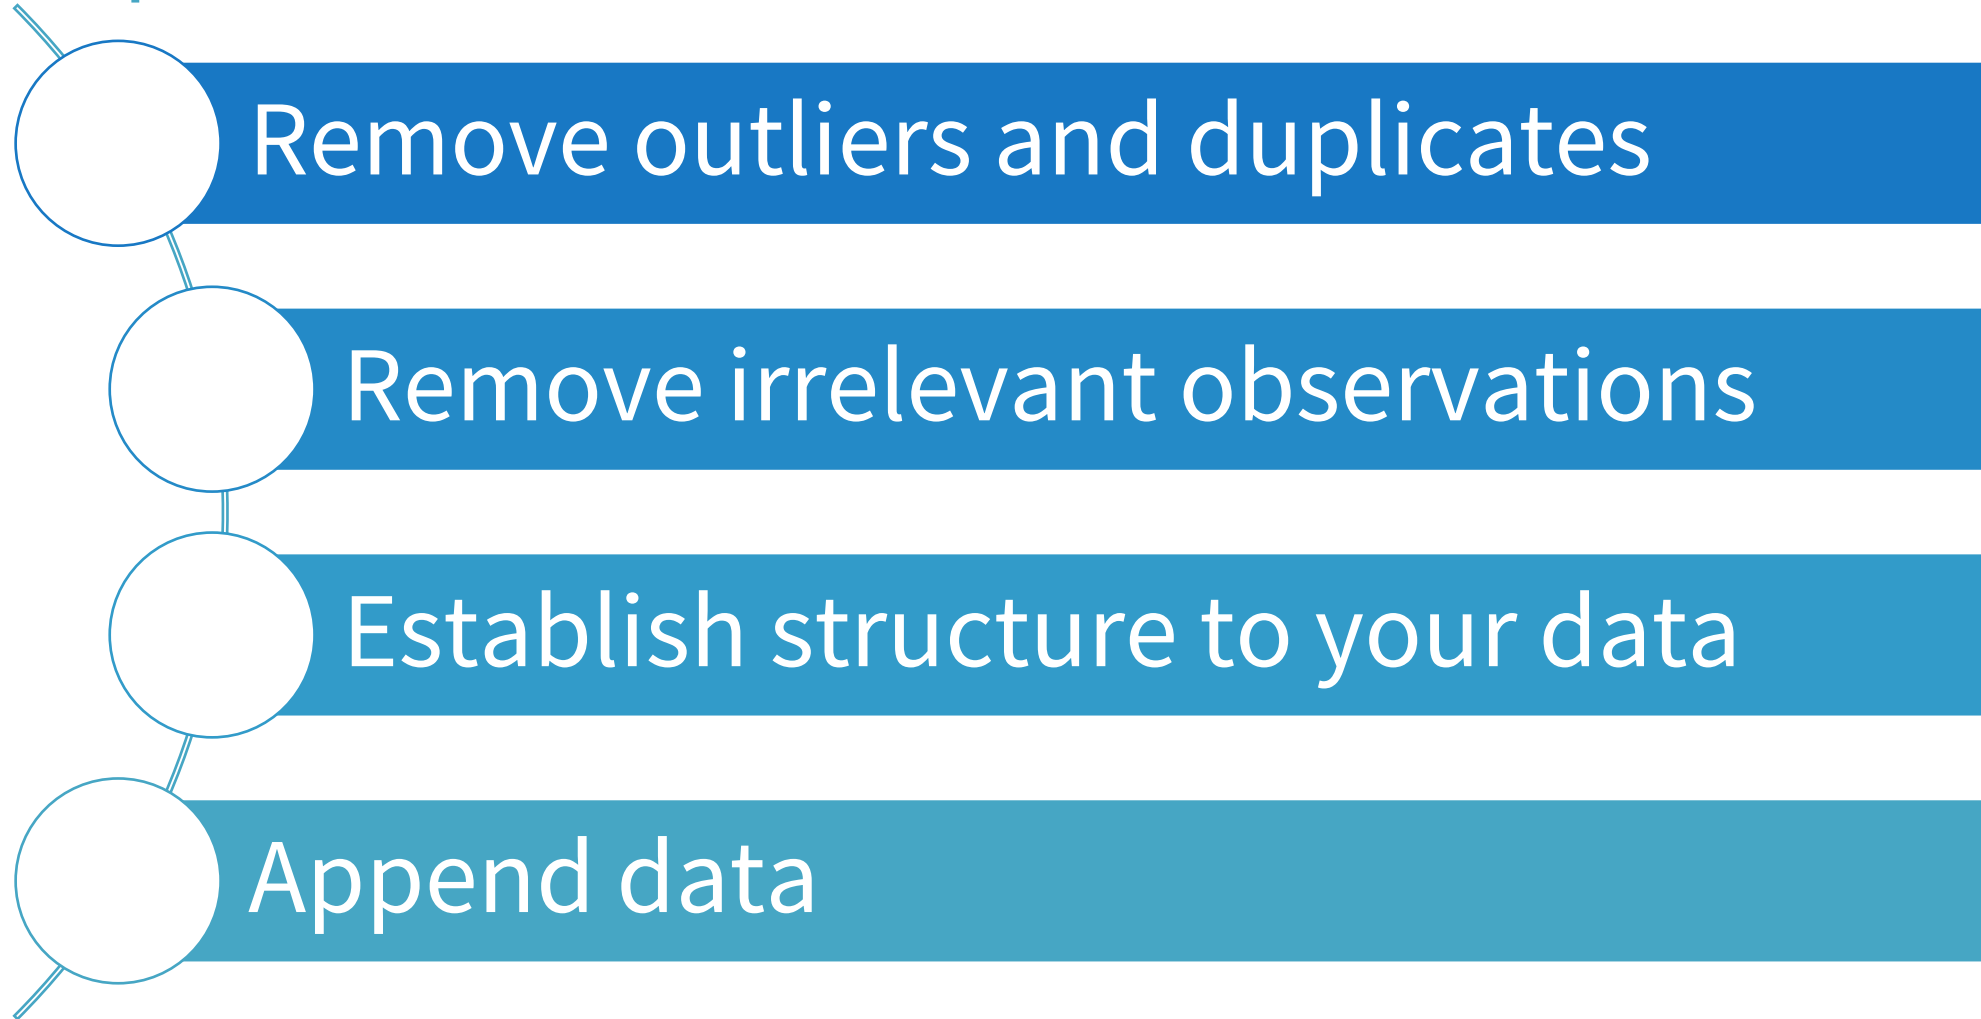 Remove outliers and duplicates
Remove irrelevant observations
Establish structure to your data
Append data